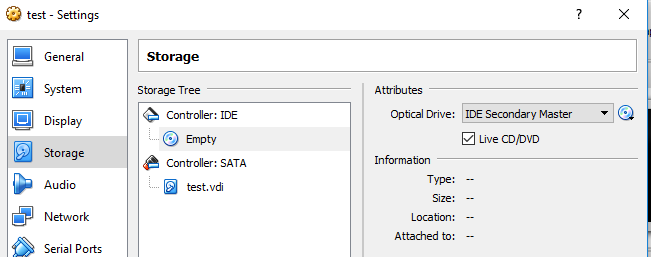 test - Settings
?
General
System
Display
Storage
Audio
Network
Serial Ports
Storage
Storage Tree
Controller: IDE
Empty
Controller: SATA
test.vdi
Attributes
Optical Drive: IDE Secondary Master
Live CD/DVD
Information
Type: --
Size: --
Location: --
Attached to: --